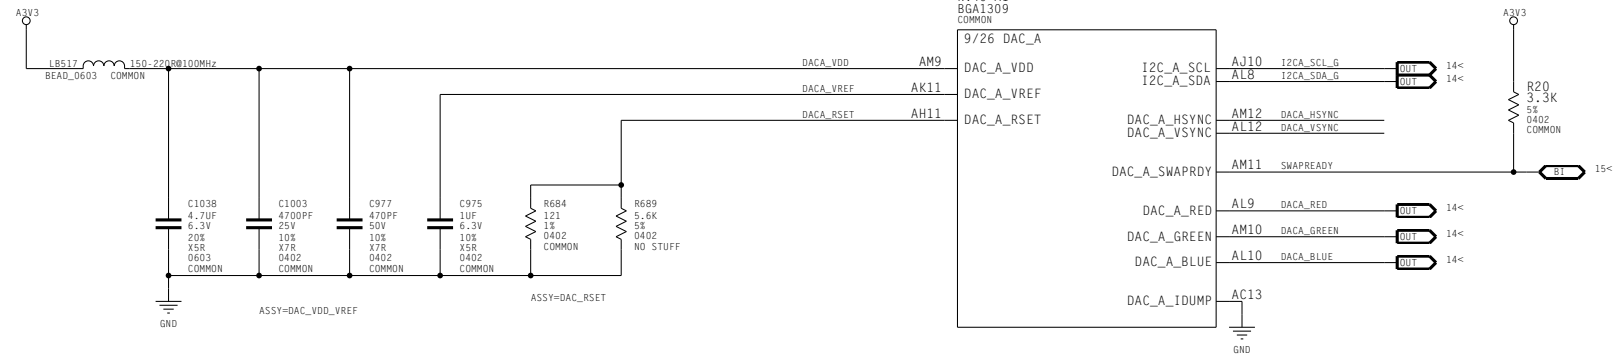 A3V3
LB517 150-220R@100MHz
BEAD_0603 COMMON
BGA1309
COMMON
9/26 DAC_A
DACA_VDD AM9 DAC_A_VDD
DACA_VREF AK11 DAC_A_VREF
DACA_RSET AH11 DAC_A_RSET
I2C_A_SCL AJ10 I2CA_SCL_G OUT 14<
I2C_A_SDA AL8 I2CA_SDA_G OUT 14<
DAC_A_HSYNC AM12 DACA_HSYNC
DAC_A_VSYNC AL12 DACA_VSYNC
DAC_A_SWAPRDY AM11 SWAPREADY BI 15<
DAC_A_RED AL9 DACA_RED OUT 14<
DAC_A_GREEN AM10 DACA_GREEN OUT 14<
DAC_A_BLUE AL10 DACA_BLUE OUT 14<
DAC_A_IDUMP AC13
GND
A3V3
R20
3.3K
5%
0402
COMMON
C1038
4.7UF
6.3V
20%
X5R
0603
COMMON
C1003
4700PF
25V
10%
X7R
0402
COMMON
C977
470PF
50V
10%
X7R
0402
COMMON
C975
1UF
6.3V
10%
X5R
0402
COMMON
R684
121
1%
0402
COMMON
R689
5.6K
5%
0402
NO STUFF
GND
ASSY=DAC_VDD_VREF
ASSY=DAC_RSET